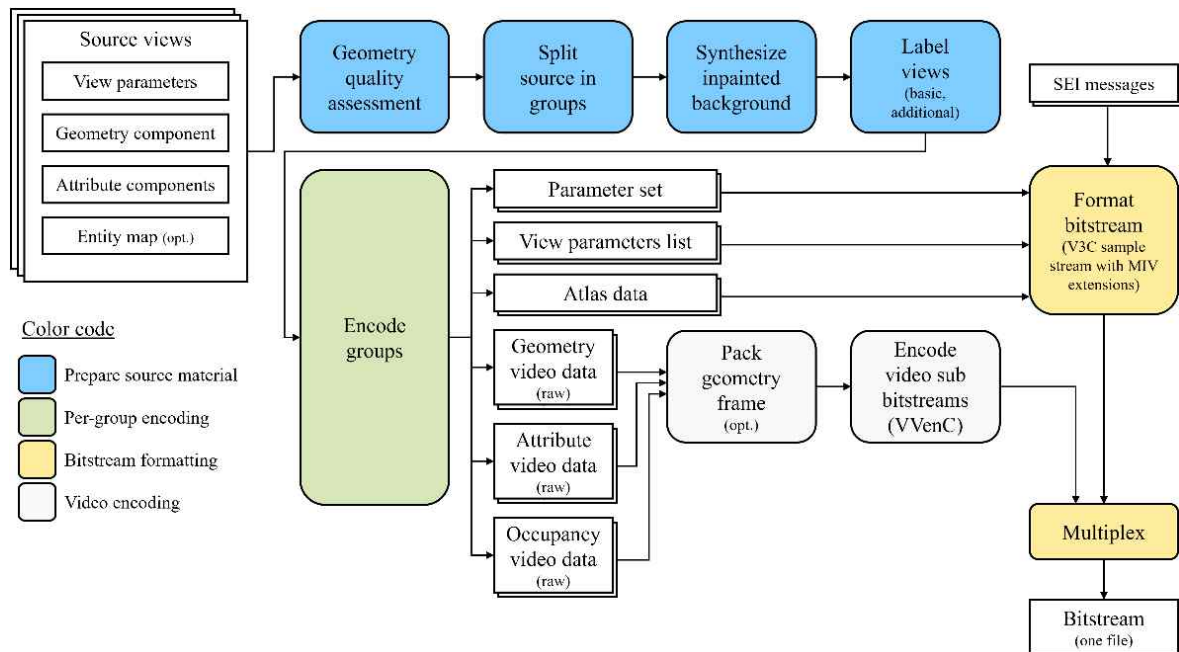 Source views
View parameters
Geometry component
Attribute components
Entity map (opt.)
Geometry
quality
assessment
Split
source in
groups
Synthesize
inpainted
background
Label
views
(basic,
additional)
SEI messages
Encode
groups
Parameter set
View parameters list
Atlas data
Geometry
video data
(raw)
Attribute
video data
(raw)
Occupancy
video data
(raw)
Pack
geometry
frame
(opt.)
Encode
video sub
bitstreams
(VVenC)
Format
bitstream
(V3C sample
stream with MIV
extensions)
Multiplex
Bitstream
(one file)
Color code
Prepare source material
Per-group encoding
Bitstream formatting
Video encoding